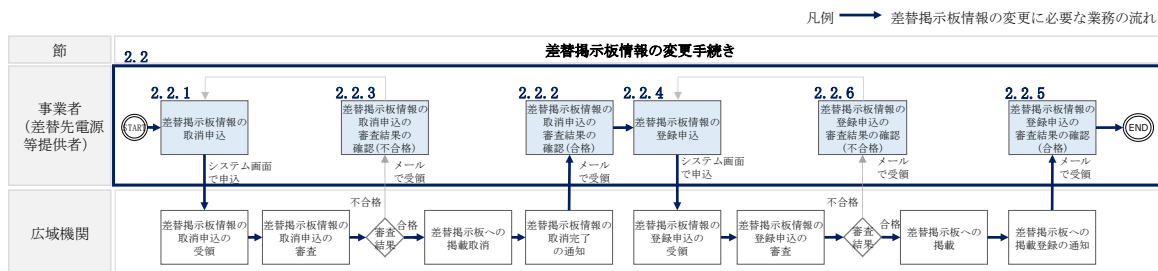 凡例
差替掲示板情報の変更に必要な業務の流れ
節
2.2
差替掲示板情報の変更手続き
事業者
(差替先電源
等提供者)
START
2.2.1
差替掲示板情報の
取消申込
2.2.3
差替掲示板情報の
取消申込の
審査結果の
確認(不合格)
2.2.2
差替掲示板情報の
取消申込の
審査結果の
確認(合格)
2.2.4
差替掲示板情報の
登録申込
2.2.6
差替掲示板情報の
登録申込の
審査結果の確認
(不合格)
2.2.5
差替掲示板情報の
登録申込の
審査結果の確認
(合格)
END
システム画面
で申込
メール
で受領
メール
で受領
システム画面
で申込
メール
で受領
メール
で受領
広域機関
差替掲示板情報の
取消申込の
受領
差替掲示板情報の
取消申込の
審査
不合格
審査
結果
合格
差替掲示板への
掲載取消
差替掲示板情報の
取消完了
の通知
差替掲示板情報の
登録申込の
受領
差替掲示板情報の
登録申込の
審査
不合格
審査
結果
合格
差替掲示板への
掲載
差替掲示板への
掲載登録の通知